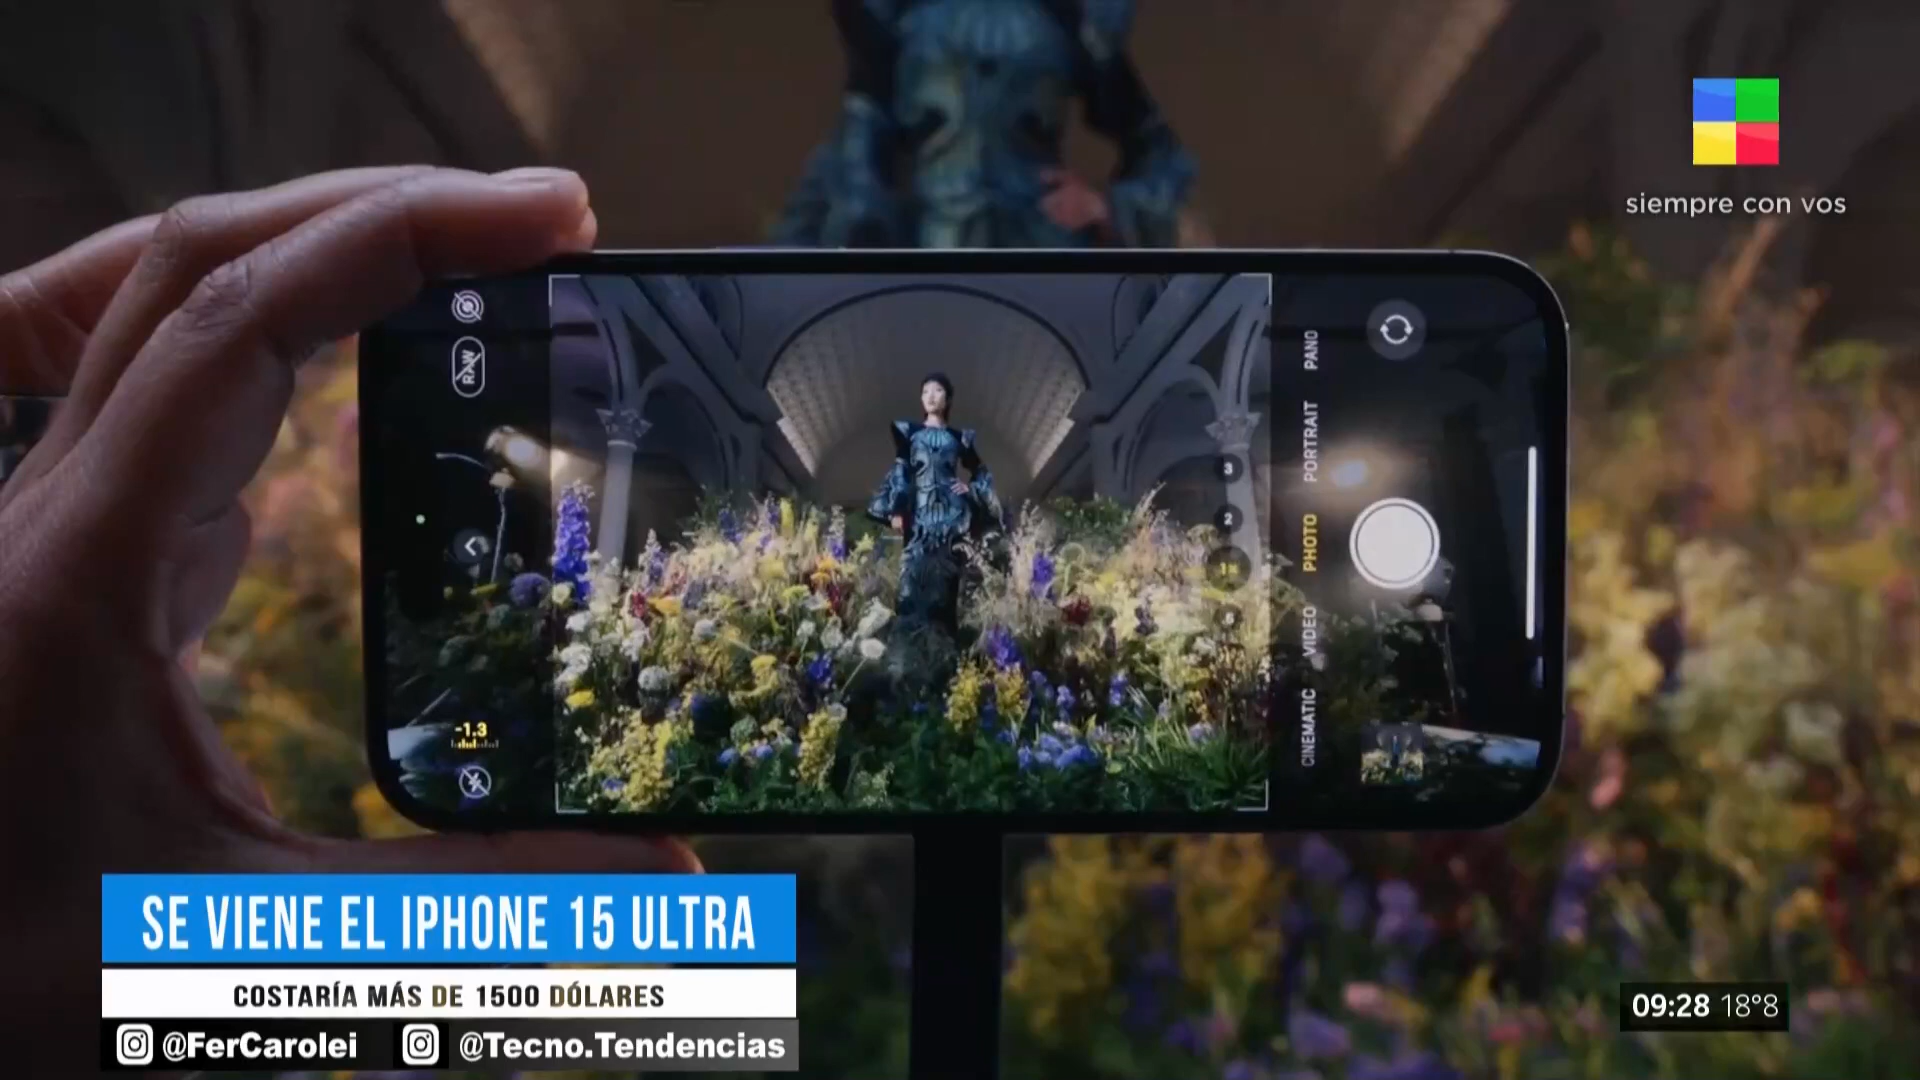 siempre con vos
RAW
PANO
PORTRAIT
PHOTO
VIDEO
CINEMATIC
3
2
1x
-1.3
SE VIENE EL IPHONE 15 ULTRA
COSTARÍA MÁS DE 1500 DÓLARES
@FerCarolei @Tecno.Tendencias
09:28 18°8